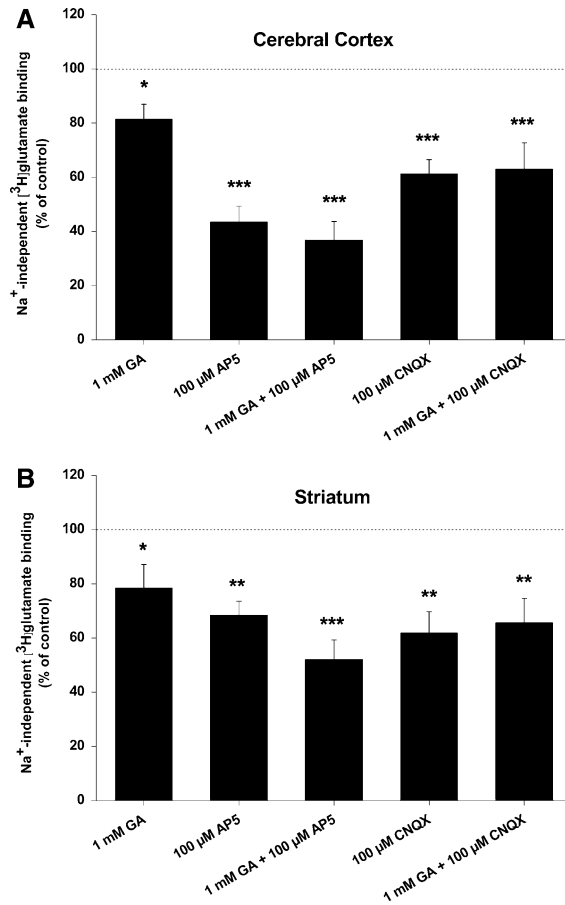 A
Cerebral Cortex
Na+-independent [3H]glutamate binding
(% of control)
120
100
80
60
40
20
0
*
***
***
***
***
1 mM GA
100 µM AP5
1 mM GA + 100 µM AP5
100 µM CNQX
1 mM GA + 100 µM CNQX
B
Striatum
Na+-independent [3H]glutamate binding
(% of control)
120
100
80
60
40
20
0
*
**
***
**
**
1 mM GA
100 µM AP5
1 mM GA + 100 µM AP5
100 µM CNQX
1 mM GA + 100 µM CNQX